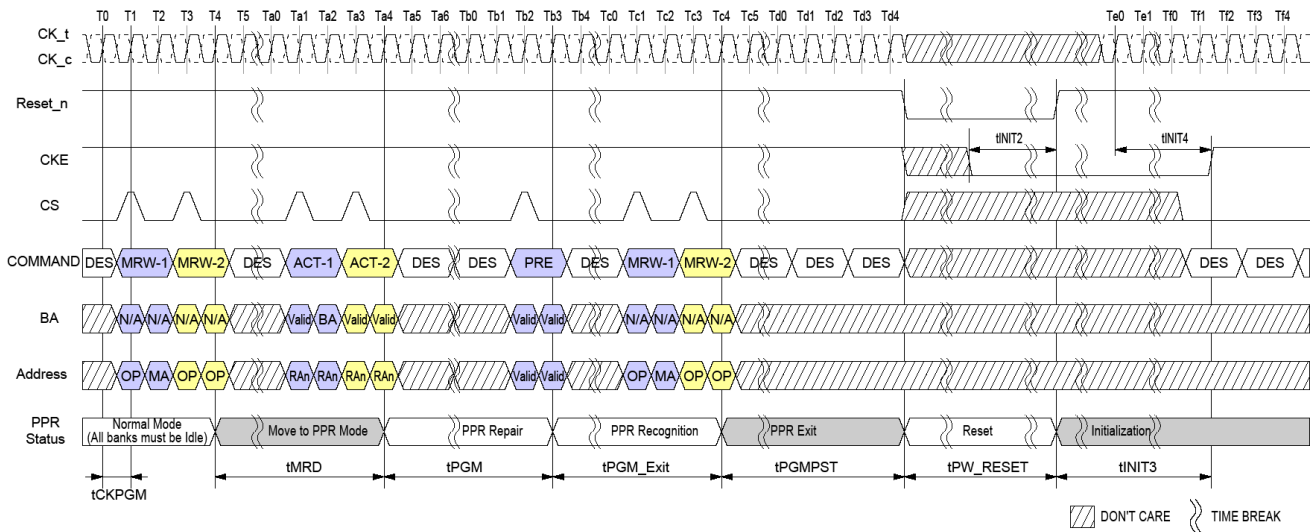 T0 T1 T2 T3 T4 T5 Ta0 Ta1 Ta2 Ta3 Ta4 Ta5 Ta6 Tb0 Tb1 Tb2 Tb3 Tb4 Tc0 Tc1 Tc2 Tc3 Tc4 Tc5 Td0 Td1 Td2 Td3 Td4 Te0 Te1 Tf0 Tf1 Tf2 Tf3 Tf4
CK_t
CK_c
Reset_n
tINIT2 tINIT4
CKE
CS
COMMAND DES MRW-1 MRW-2 DES ACT-1 ACT-2 DES DES PRE DES MRW-1 MRW-2 DES DES DES DES DES
BA N/A N/A N/A N/A Valid BA Valid Valid Valid Valid N/A N/A N/A N/A
Address OP MA OP OP RAn RAn RAn RAn Valid Valid OP MA OP OP
PPR Status Normal Mode (All banks must be Idle) Move to PPR Mode PPR Repair PPR Recognition PPR Exit Reset Initialization
tMRD tPGM tPGM_Exit tPGMPST tPW_RESET tINIT3
tCKPGM
DON'T CARE TIME BREAK